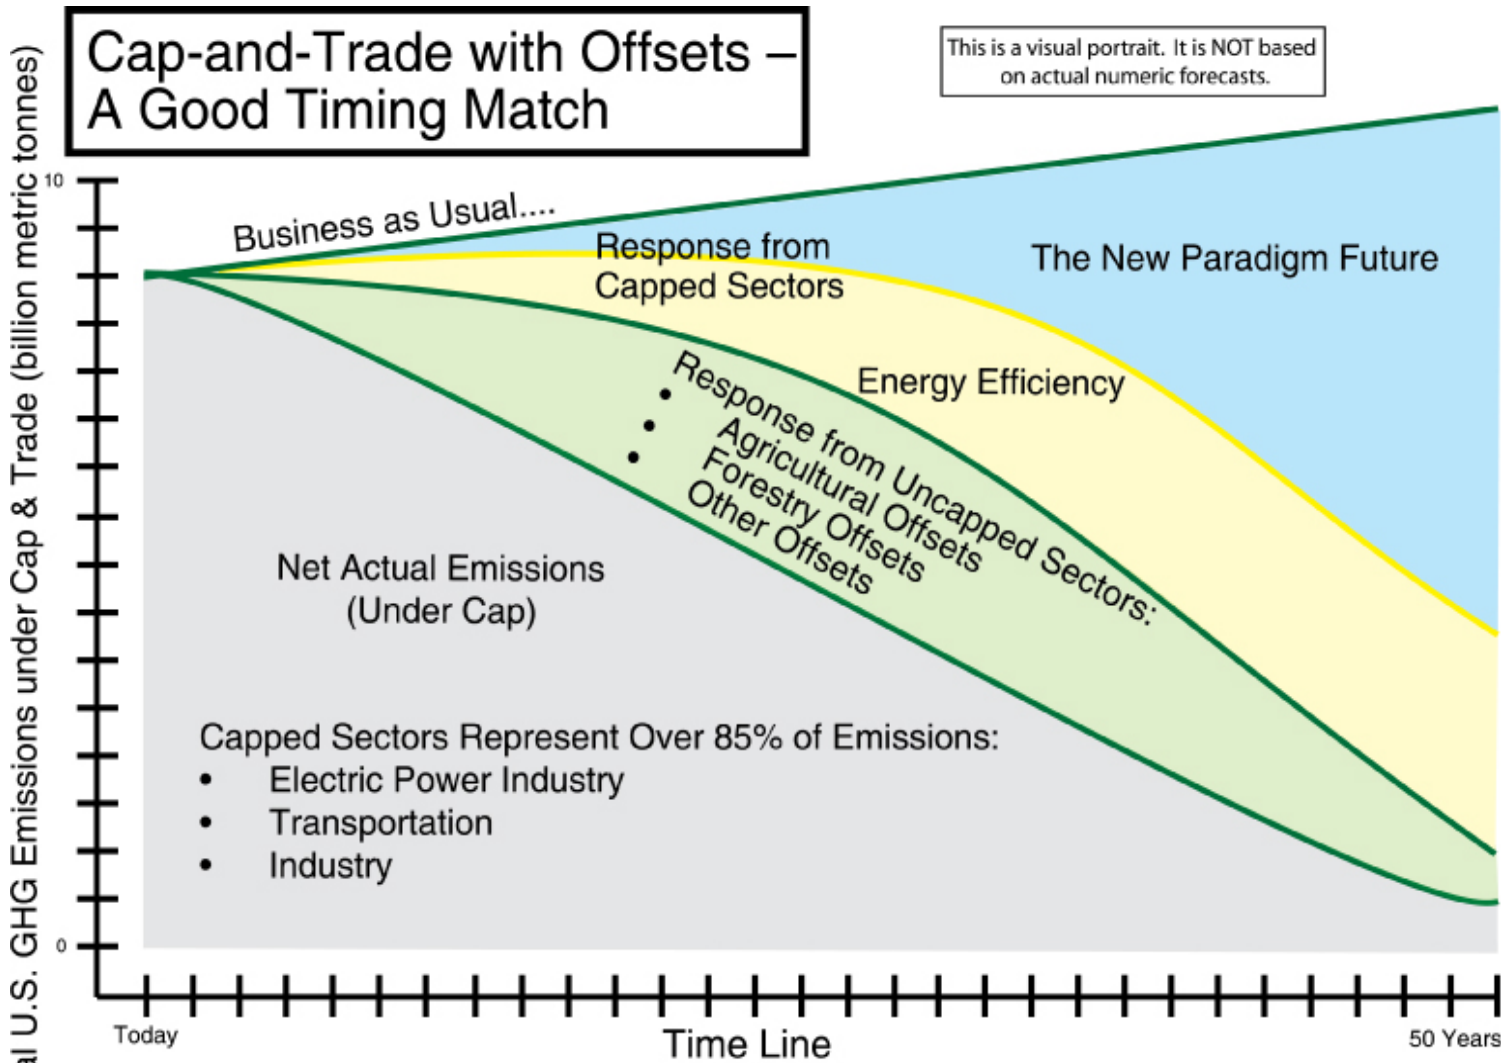 Cap-and-Trade with Offsets –
A Good Timing Match
This is a visual portrait. It is NOT based
on actual numeric forecasts.
U.S. GHG Emissions under Cap & Trade (billion metric tonnes)
10
0
Business as Usual....
Response from
Capped Sectors
The New Paradigm Future
Energy Efficiency
Response from Uncapped Sectors:
• Agricultural Offsets
• Forestry Offsets
• Other Offsets
Net Actual Emissions
(Under Cap)
Capped Sectors Represent Over 85% of Emissions:
• Electric Power Industry
• Transportation
• Industry
Today
Time Line
50 Years